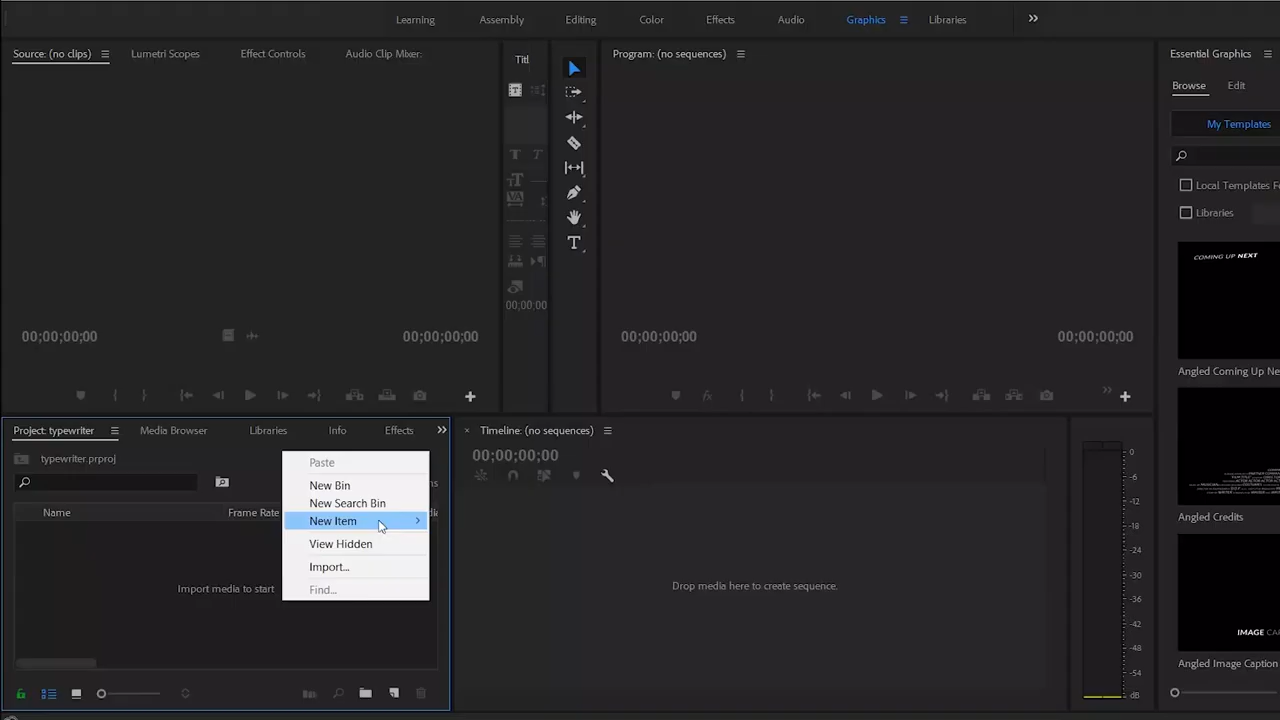 Learning Assembly Editing Color Effects Audio Graphics Libraries
Source: (no clips) Lumetri Scopes Effect Controls Audio Clip Mixer:
Titl
Program: (no sequences)
Essential Graphics
Browse Edit
My Templates
Local Templates F
Libraries
COMING UP NEXT
00;00;00;00 00;00;00;00
00;00;00
00;00;00;00 00;00;00;00
Angled Coming Up Ne
Angled Credits
IMAGE CA
Angled Image Caption
Project: typewriter Media Browser Libraries Info Effects
typewriter.prproj
Name Frame Rate
Import media to start
Paste
New Bin
New Search Bin
New Item
View Hidden
Import...
Find...
Timeline: (no sequences)
00;00;00;00
Drop media here to create sequence.
0
-6
-12
-18
-24
-30
-36
-42
-48
-54
dB